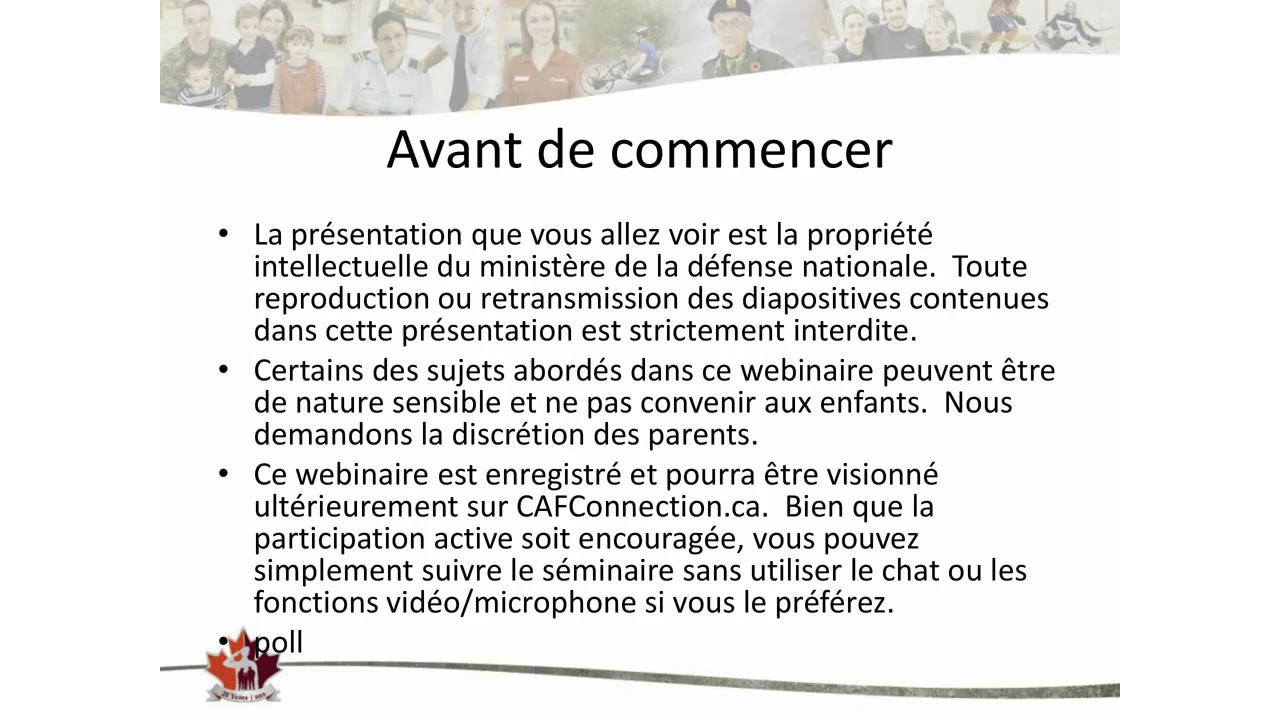 Avant de commencer
• La présentation que vous allez voir est la propriété
intellectuelle du ministère de la défense nationale.  Toute
reproduction ou retransmission des diapositives contenues
dans cette présentation est strictement interdite.
• Certains des sujets abordés dans ce webinaire peuvent être
de nature sensible et ne pas convenir aux enfants.  Nous
demandons la discrétion des parents.
• Ce webinaire est enregistré et pourra être visionné
ultérieurement sur CAFConnection.ca.  Bien que la
participation active soit encouragée, vous pouvez
simplement suivre le séminaire sans utiliser le chat ou les
fonctions vidéo/microphone si vous le préférez.
• poll